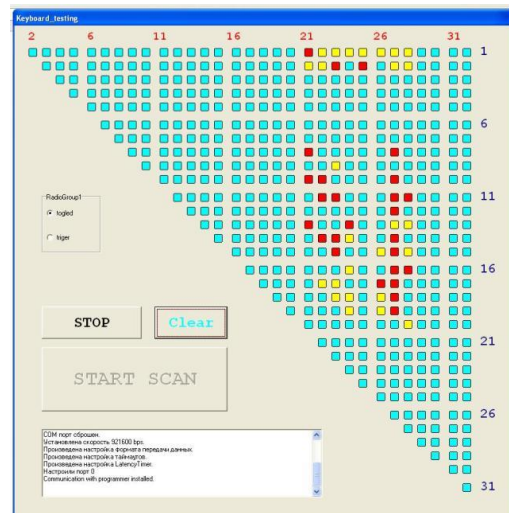 Keyboard_testing
2 6 11 16 21 26 31
1
6
11
RadioGroup1
togled
triger
16
STOP Clear
21
START SCAN
26
COM порт сброшен.
Установлена скорость 921600 bps.
Произведена настройка формата передачи данных.
Произведена настройка таймаутов.
Произведена настройка LatencyTimer.
Настроили порт 0
Communication with programmer installed.
31